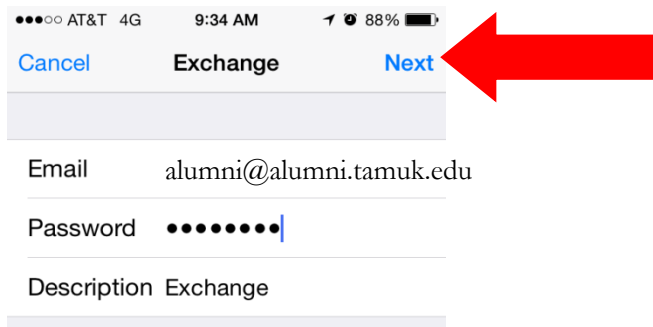 ●●●○○ AT&T 4G 9:34 AM 88%
Cancel Exchange Next
Email alumni@alumni.tamuk.edu
Password ●●●●●●●●
Description Exchange